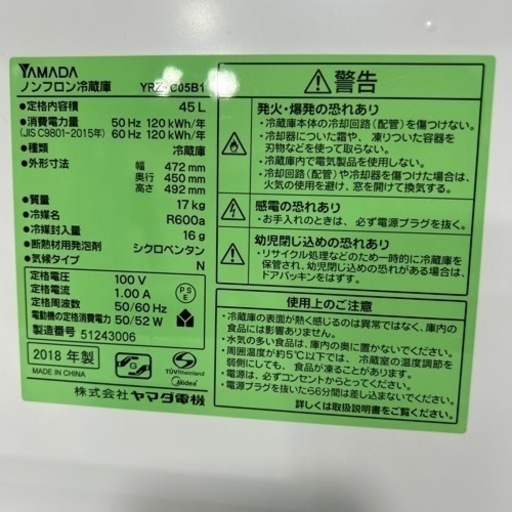 YAMADA
ノンフロン冷蔵庫 YRZ-C05B1
●定格内容積 45 L
●消費電力量 50 Hz 120 kWh/年
(JIS C9801-2015年) 60 Hz 120 kWh/年
●種類 冷蔵庫
●外形寸法 幅 472 mm
奥行 450 mm
高さ 492 mm
●質量 17 kg
●冷媒名 R600a
●冷媒封入量 16 g
●断熱材用発泡剤 シクロペンタン
●気候タイプ N
定格電圧 100 V
定格電流 1.00 A
定格周波数 50/60 Hz
電動機の定格消費電力 50/52 W
製造番号 51243006
PSE
2018 年製
MADE IN CHINA
G
TÜVRheinland
Midea
株式会社ヤマダ電機
警告
発火・爆発の恐れあり
・冷蔵庫本体の冷却回路(配管)を傷つけない。
・冷却器についた霜や、凍りついた容器を
刃物などを使って取らない。
・冷蔵庫内で電気製品を使用しない。
・冷却回路(配管)や冷却器を傷つけた場合は、
火気の使用を避け、窓を開けて換気する。
感電の恐れあり
・お手入れのときは、必ず電源プラグを抜く。
幼児閉じ込めの恐れあり
・リサイクル処理などのため一時的に冷蔵庫を
保管され、幼児閉じ込めの恐れがある場合は、
ドアパッキンをはずす。
使用上のご注意
・冷蔵庫の表面が熱く感じるのは異常ではなく、庫内の
食品には影響ありません。
・水気の多い食品は、庫内の奥に置かないでください。
・周囲温度が約5℃以下では、冷蔵室の温度調節を
弱側にしても、食品が凍ることがあります。
・電源は、必ずコンセントからとってください。
・電源プラグを抜いたら6分間は差し込まないでください。
詳しくは取扱説明書をご覧ください。